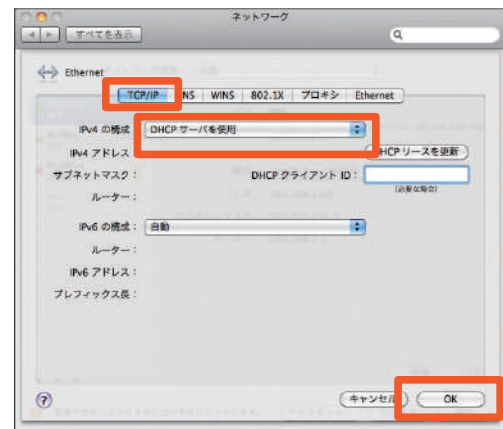 ネットワーク
すべてを表示
Ethernet
TCP/IP NS WINS 802.1X プロキシ Ethernet
IPv4 の構成： DHCP サーバを使用
IPv4 アドレス HCP リースを更新
サブネットマスク： DHCP クライアント ID：
ルーター： （必要な場合）
IPv6 の構成： 自動
ルーター：
IPv6 アドレス：
プレフィックス長：
? キャンセル OK